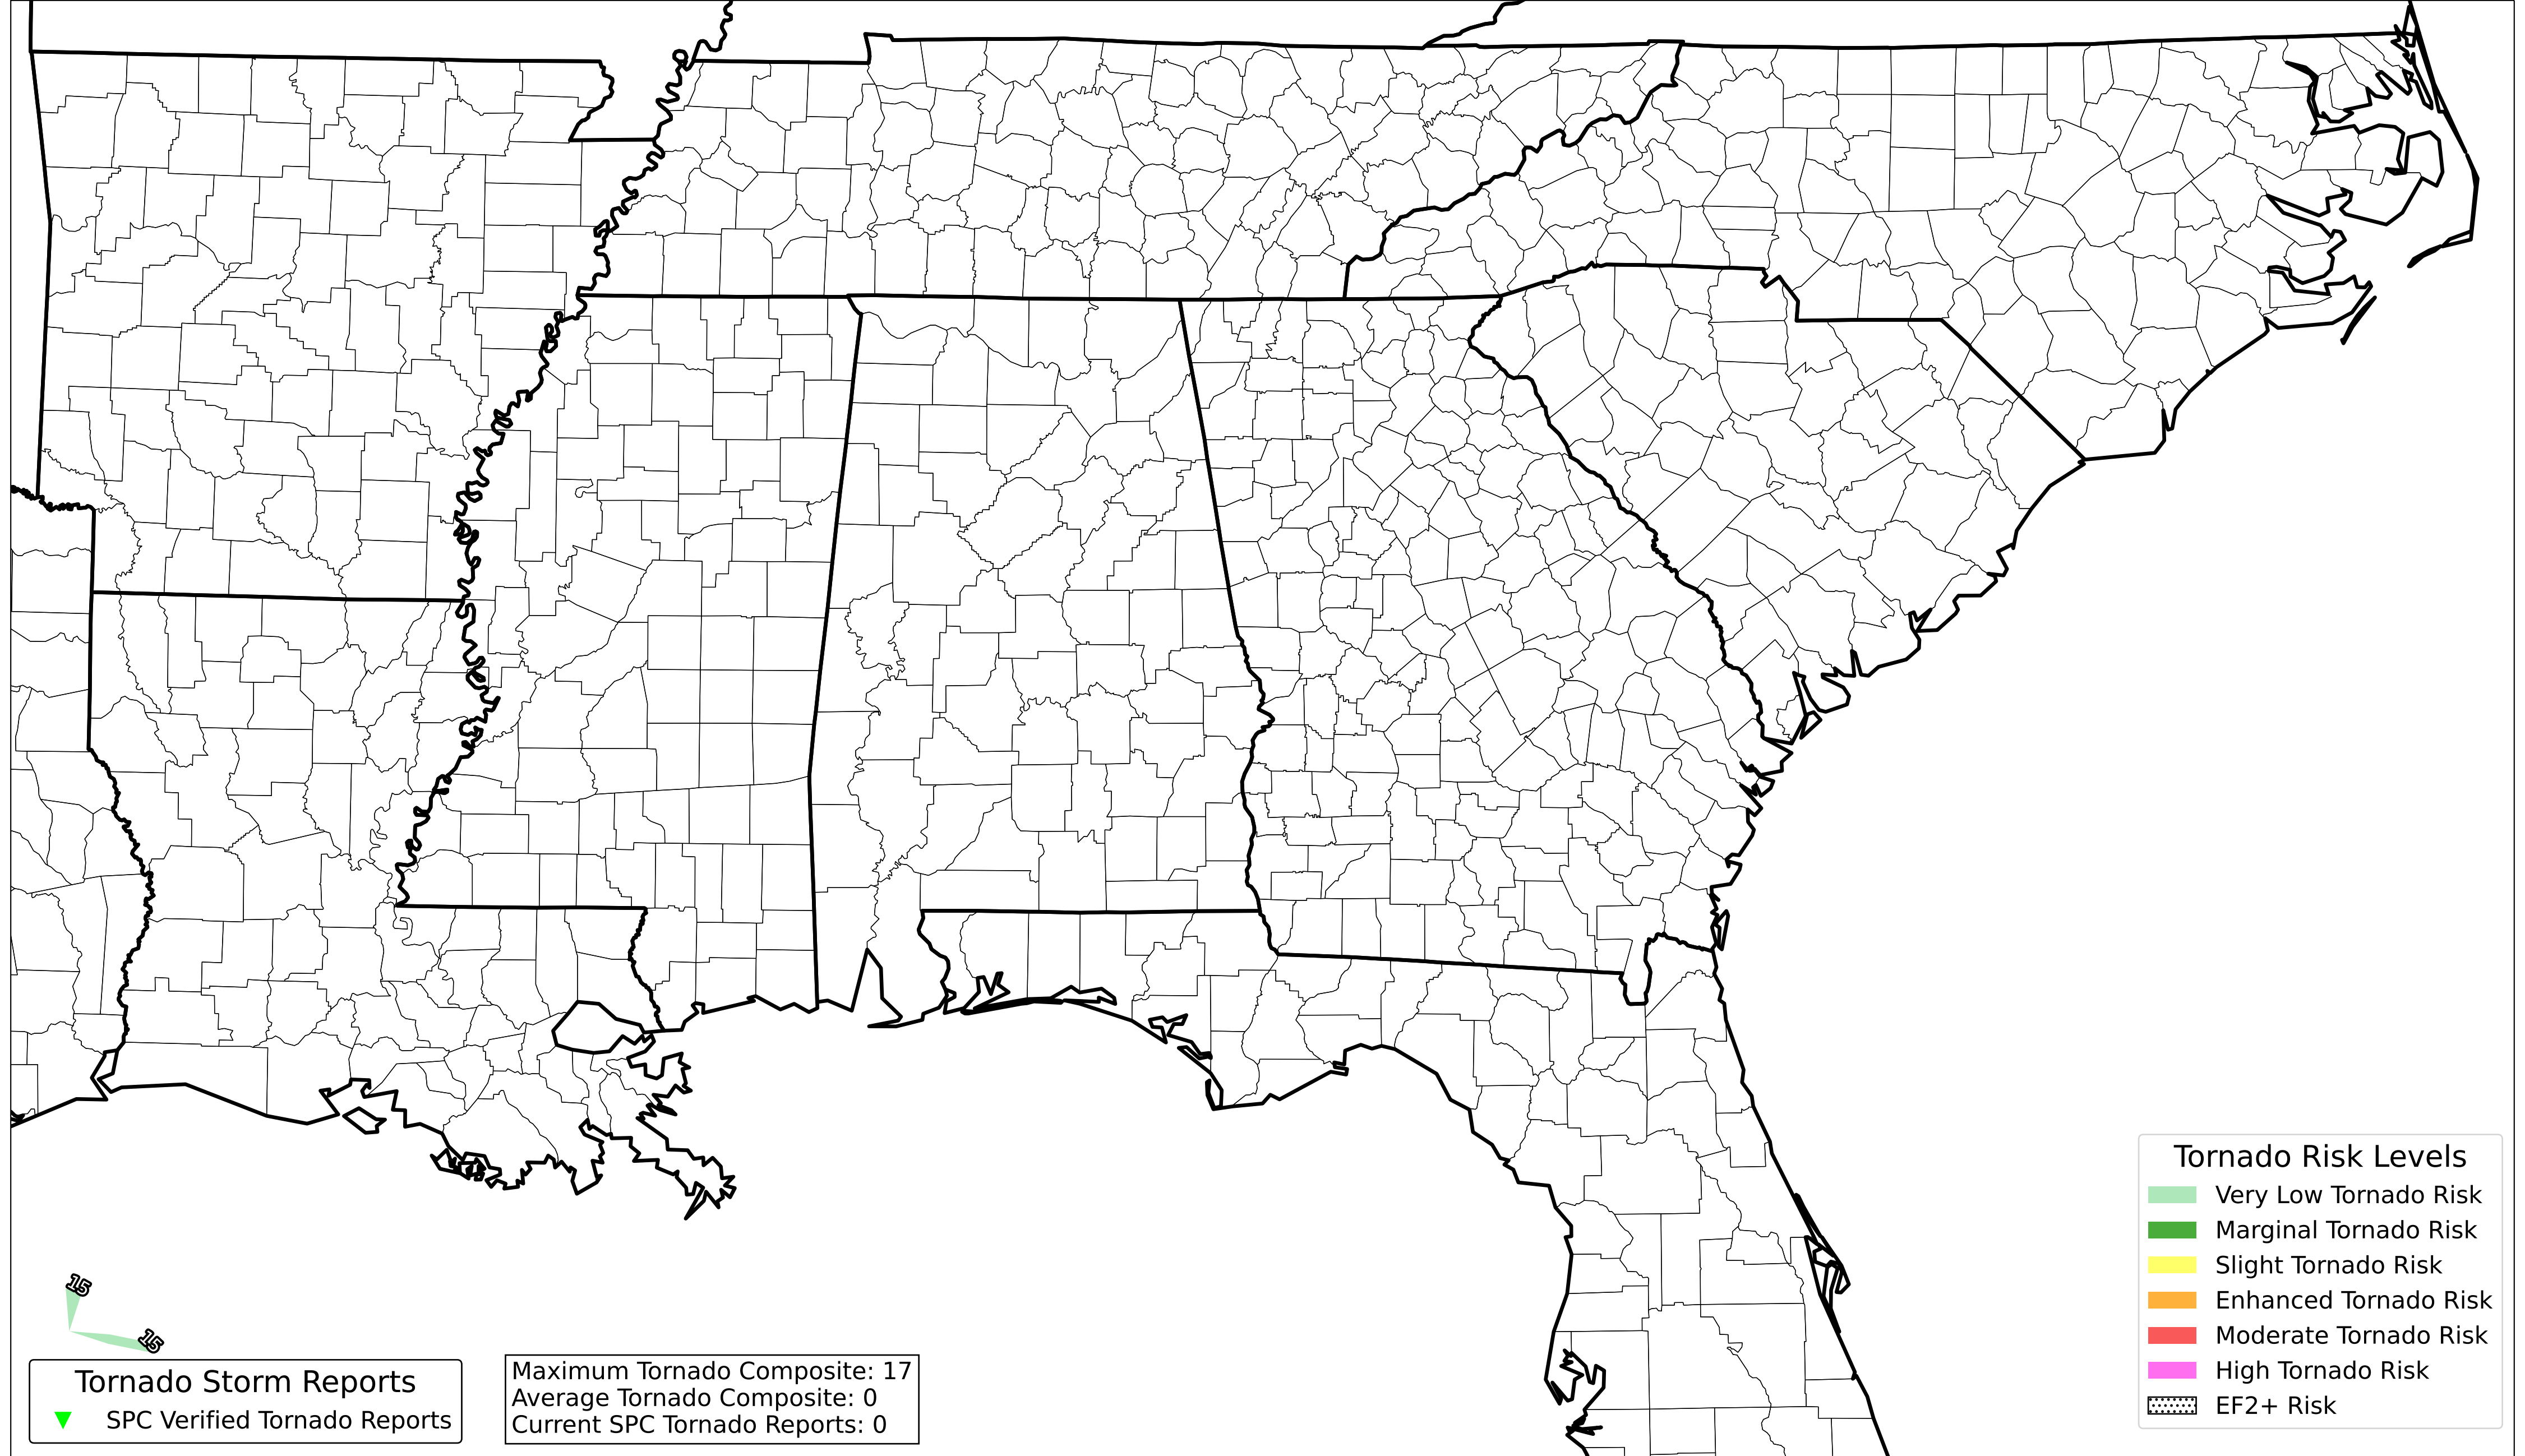 15
15
Tornado Storm Reports
SPC Verified Tornado Reports
Maximum Tornado Composite: 17
Average Tornado Composite: 0
Current SPC Tornado Reports: 0
Tornado Risk Levels
Very Low Tornado Risk
Marginal Tornado Risk
Slight Tornado Risk
Enhanced Tornado Risk
Moderate Tornado Risk
High Tornado Risk
EF2+ Risk